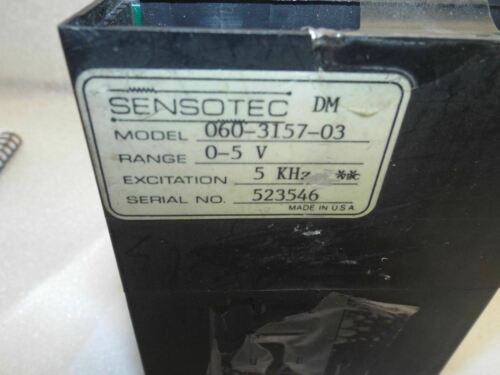 SENSOTEC DM
MODEL 060-3157-03
RANGE 0-5 V
EXCITATION 5 KHz **
SERIAL NO. 523546
MADE IN U.S.A